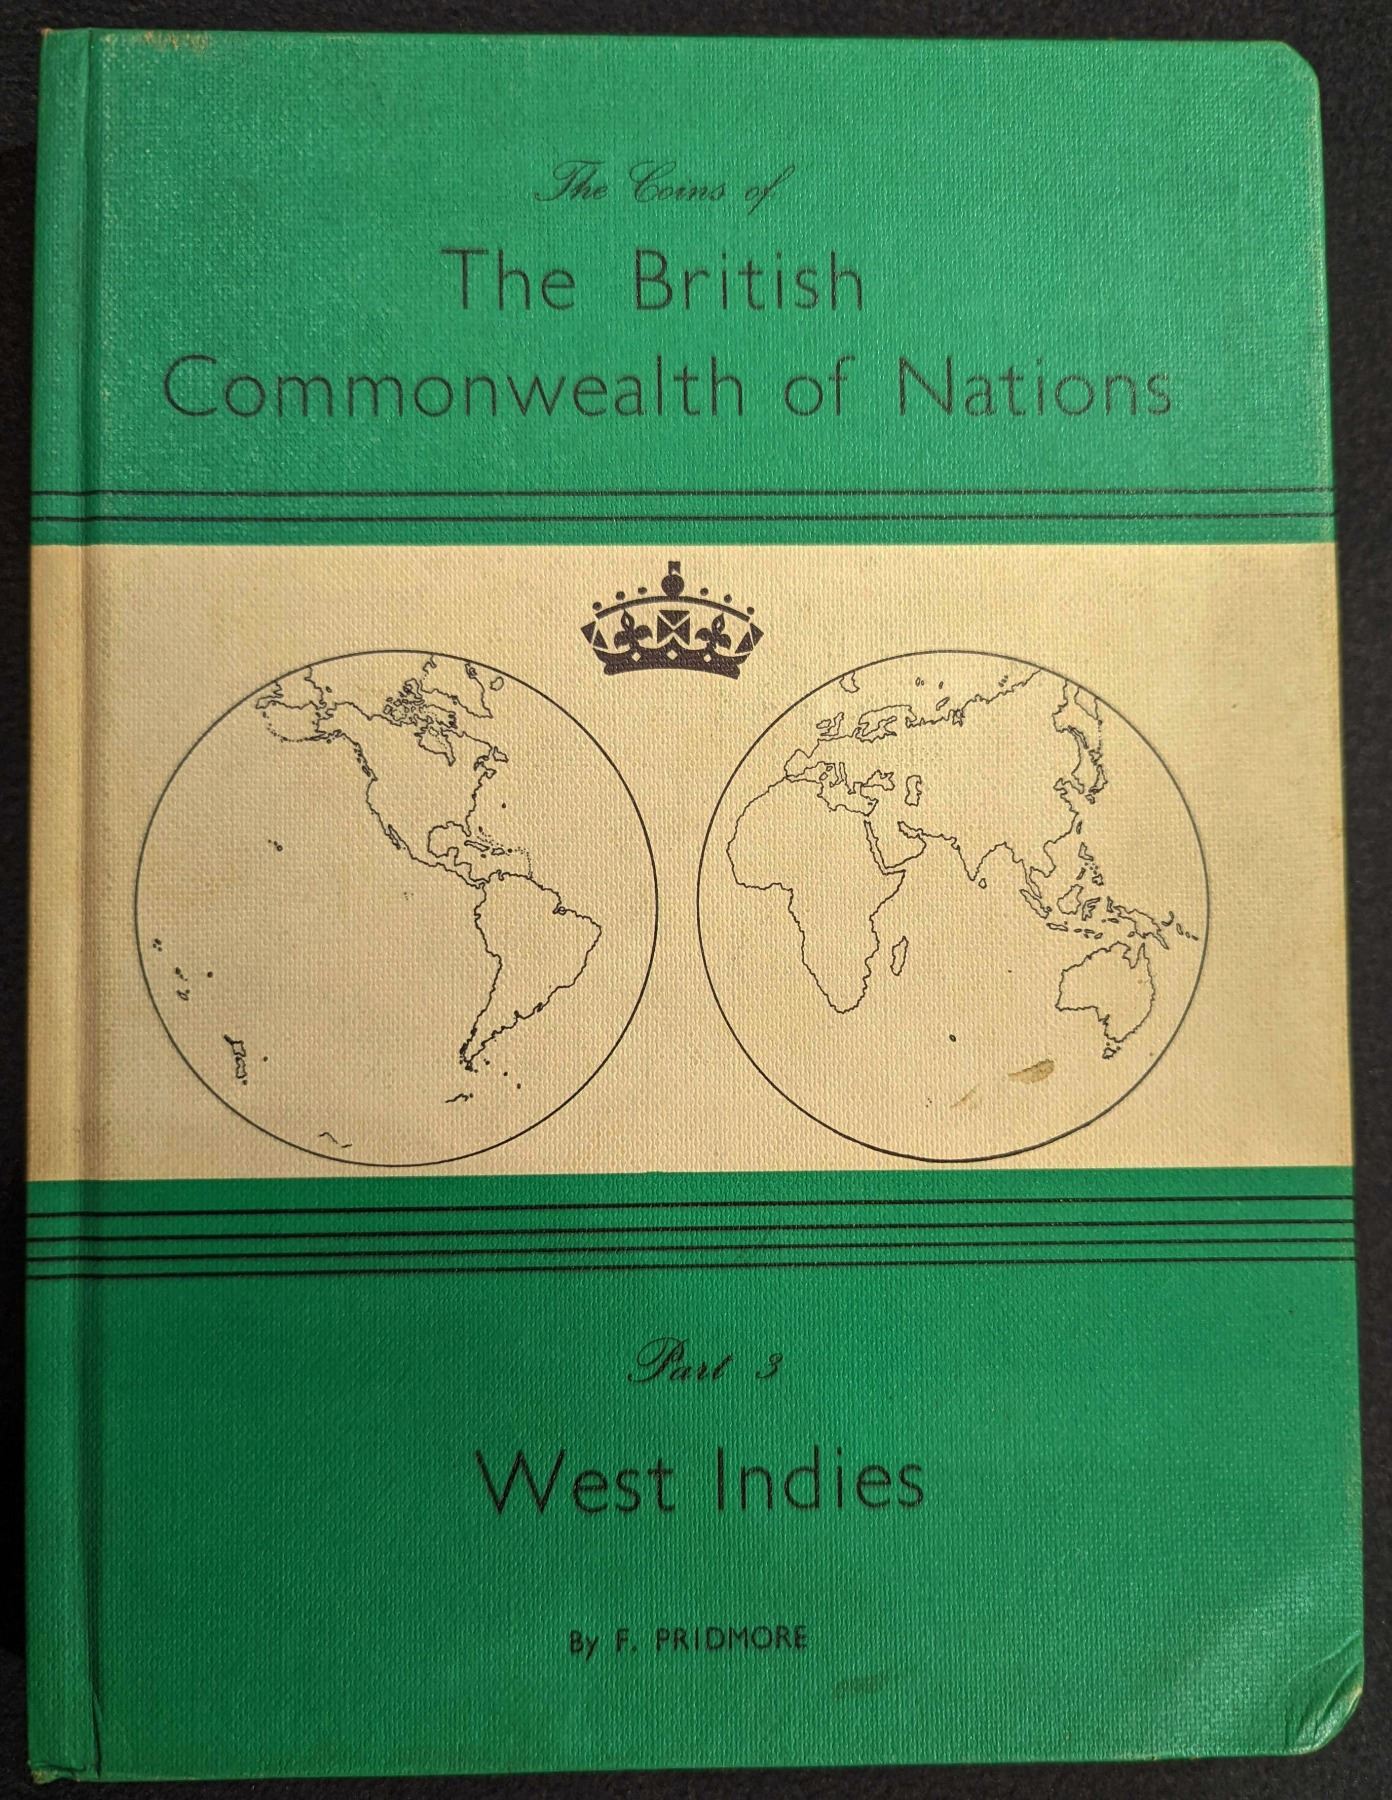 The Coins of
The British
Commonwealth of Nations
Part 3
West Indies
By F. PRIDMORE